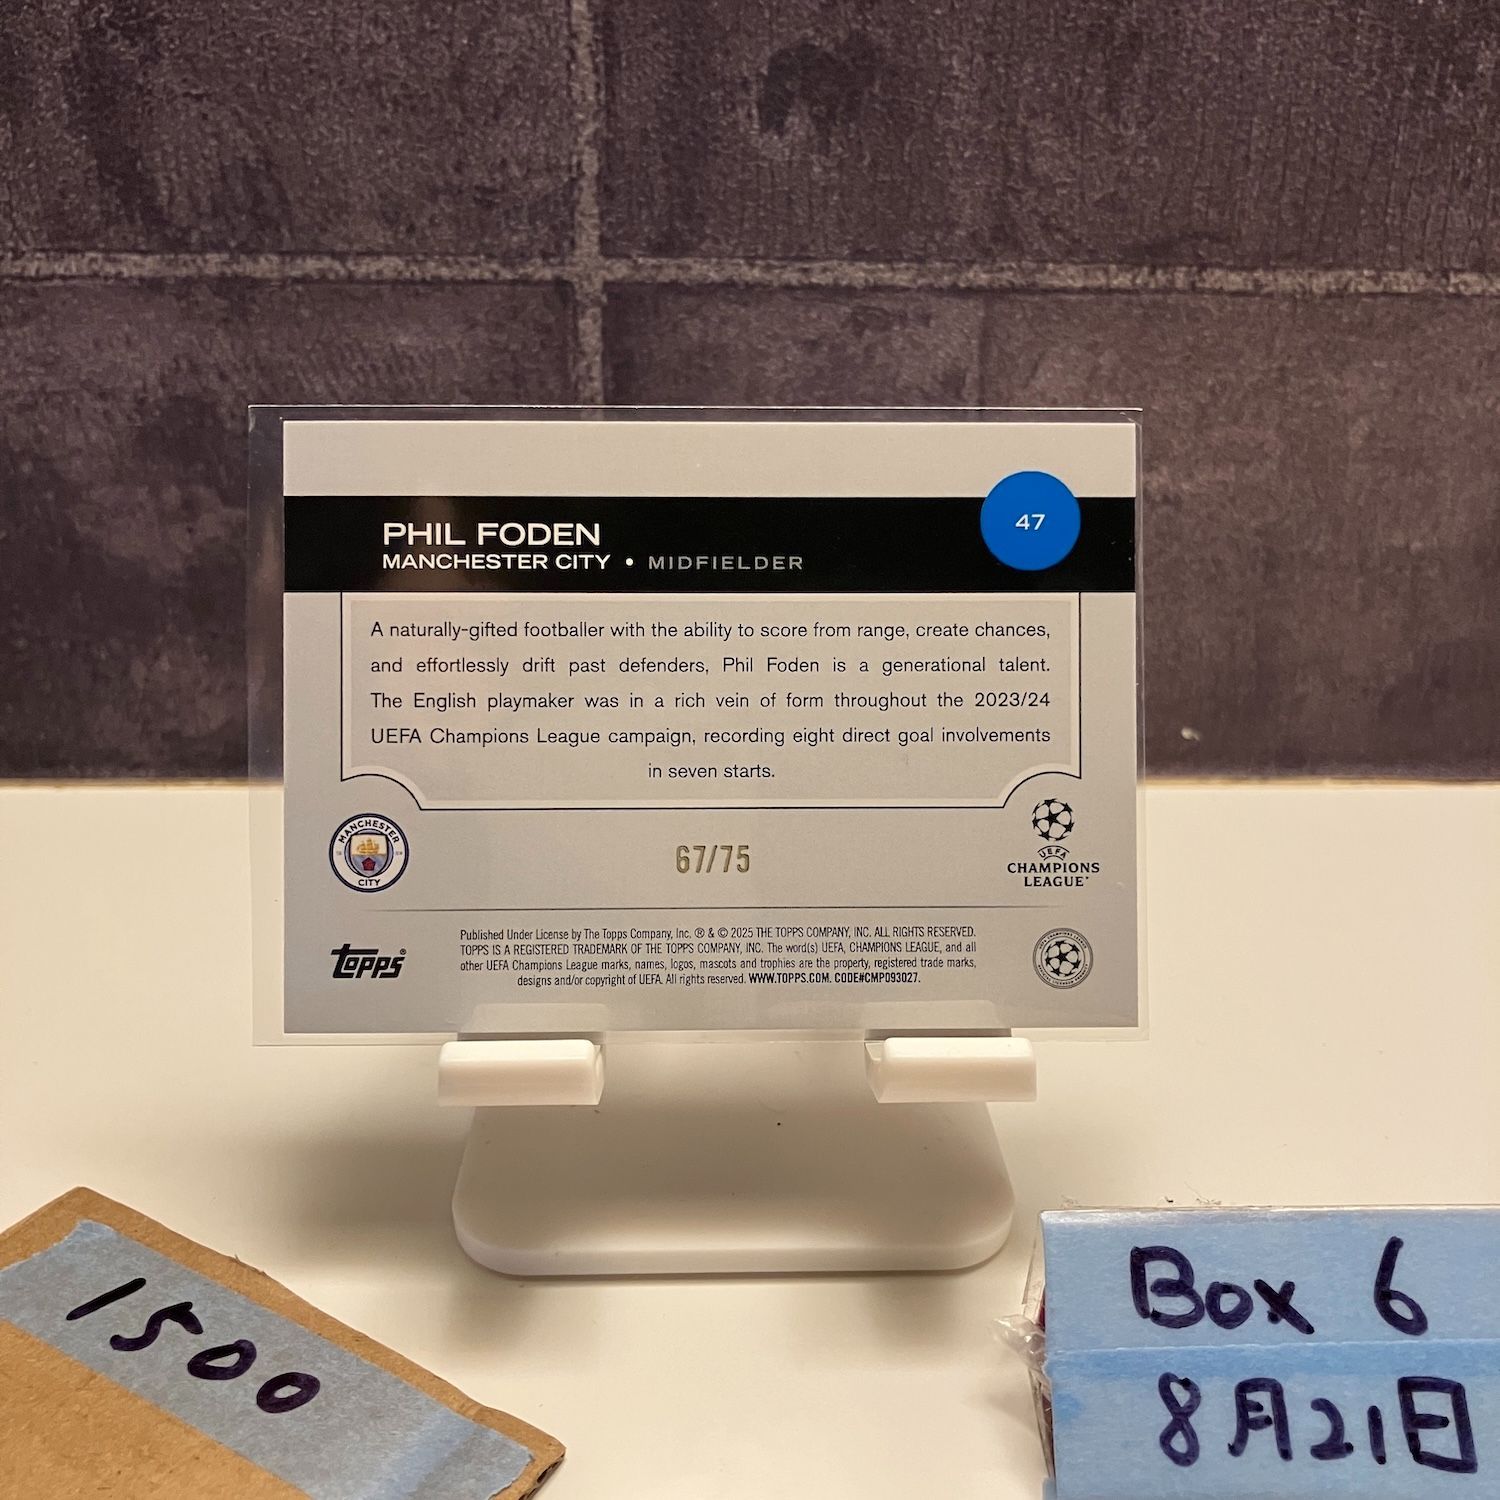 47
PHIL FODEN
MANCHESTER CITY • MIDFIELDER
A naturally-gifted footballer with the ability to score from range, create chances,
and effortlessly drift past defenders, Phil Foden is a generational talent.
The English playmaker was in a rich vein of form throughout the 2023/24
UEFA Champions League campaign, recording eight direct goal involvements
in seven starts.
MANCHESTER
CITY
67/75
UEFA
CHAMPIONS
LEAGUE®
Topps®
Published Under License by The Topps Company, Inc. ® & © 2025 THE TOPPS COMPANY, INC. ALL RIGHTS RESERVED.
TOPPS IS A REGISTERED TRADEMARK OF THE TOPPS COMPANY, INC. The word(s) UEFA, CHAMPIONS LEAGUE, and all
other UEFA Champions League marks, names, logos, mascots and trophies are the property, registered trade marks,
designs and/or copyright of UEFA. All rights reserved. WWW.TOPPS.COM. CODE#CMP093027.
1500
Box 6
8月21日